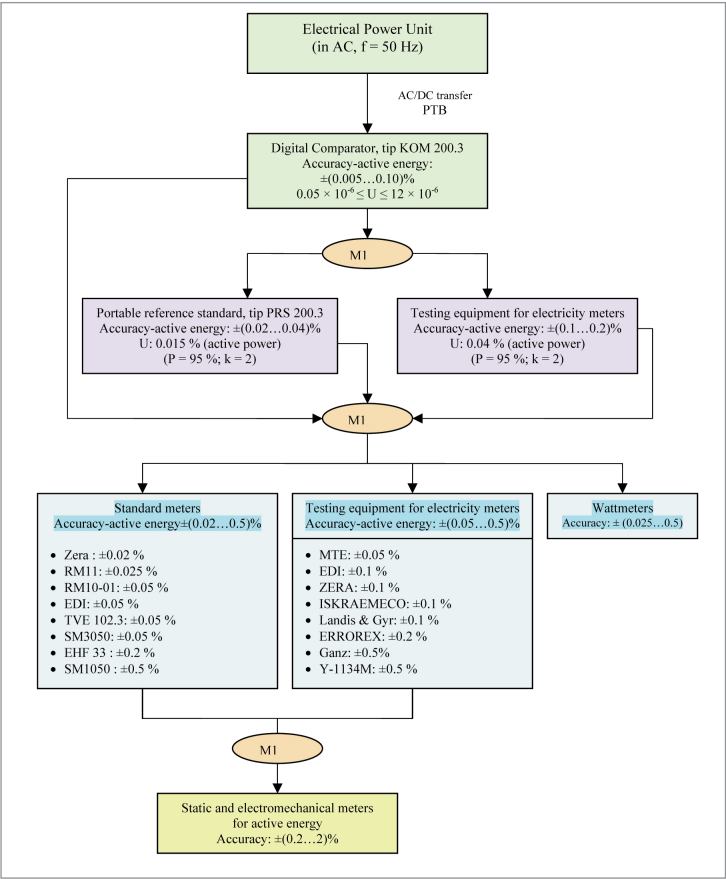 Electrical Power Unit
(in AC, f = 50 Hz)
AC/DC transfer
PTB
Digital Comparator, tip KOM 200.3
Accuracy-active energy:
±(0.005…0.10)%
0.05 × 10⁻⁶ ≤ U ≤ 12 × 10⁻⁶
M1
Portable reference standard, tip PRS 200.3
Accuracy-active energy: ±(0.02…0.04)%
U: 0.015 % (active power)
(P = 95 %; k = 2)
Testing equipment for electricity meters
Accuracy-active energy: ±(0.1…0.2)%
U: 0.04 % (active power)
(P = 95 %; k = 2)
M1
Standard meters
Accuracy-active energy±(0.02…0.5)%
• Zera : ±0.02 %
• RM11: ±0.025 %
• RM10-01: ±0.05 %
• EDI: ±0.05 %
• TVE 102.3: ±0.05 %
• SM3050: ±0.05 %
• EHF 33 : ±0.2 %
• SM1050 : ±0.5 %
Testing equipment for electricity meters
Accuracy-active energy: ±(0.05…0.5)%
• MTE: ±0.05 %
• EDI: ±0.1 %
• ZERA: ±0.1 %
• ISKRAEMECO: ±0.1 %
• Landis & Gyr: ±0.1 %
• ERROREX: ±0.2 %
• Ganz: ±0.5%
• Y-1134M: ±0.5 %
Wattmeters
Accuracy: ± (0.025…0.5)
M1
Static and electromechanical meters
for active energy
Accuracy: ±(0.2…2)%